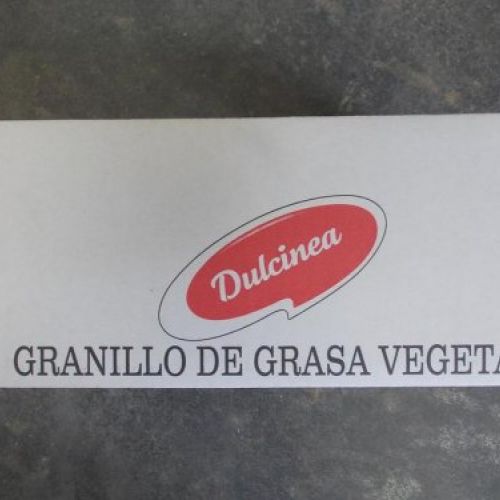 Dulcinea
GRANILLO DE GRASA VEGETA